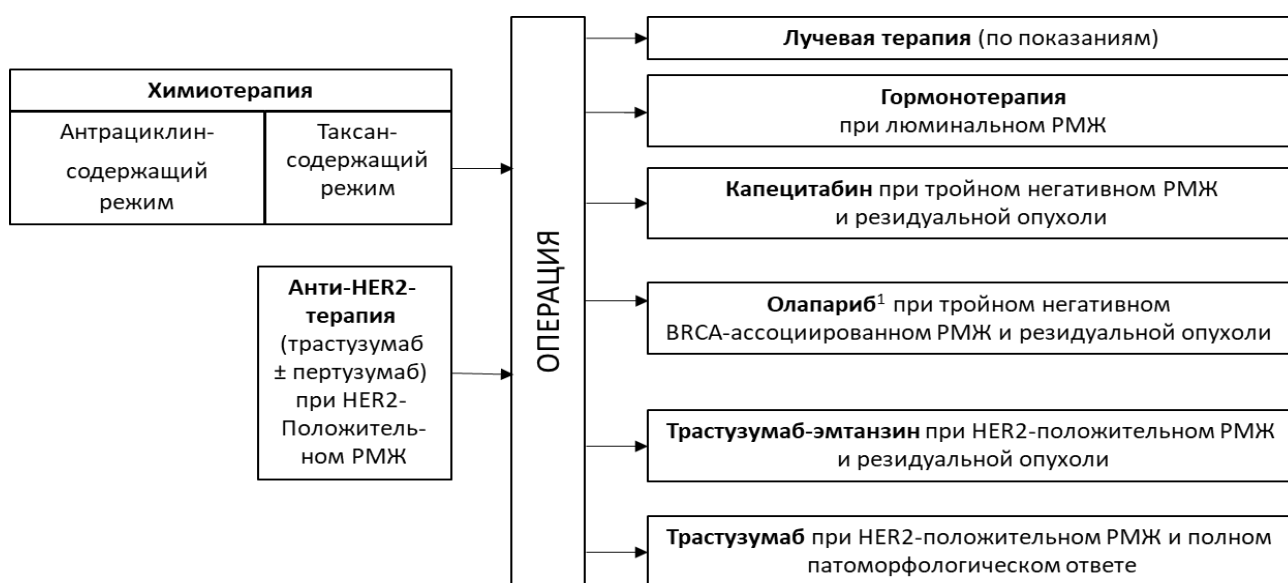 Химиотерапия
Антрациклин-
содержащий
режим
Таксан-
содержащий
режим
Анти-HER2-
терапия
(трастузумаб
± пертузумаб)
при HER2-
Положитель-
ном РМЖ
ОПЕРАЦИЯ
Лучевая терапия (по показаниям)
Гормонотерапия
при люминальном РМЖ
Капецитабин при тройном негативном РМЖ
и резидуальной опухоли
Олапариб¹ при тройном негативном
BRCA-ассоциированном РМЖ и резидуальной опухоли
Трастузумаб-эмтанзин при HER2-положительном РМЖ
и резидуальной опухоли
Трастузумаб при HER2-положительном РМЖ и полном
патоморфологическом ответе